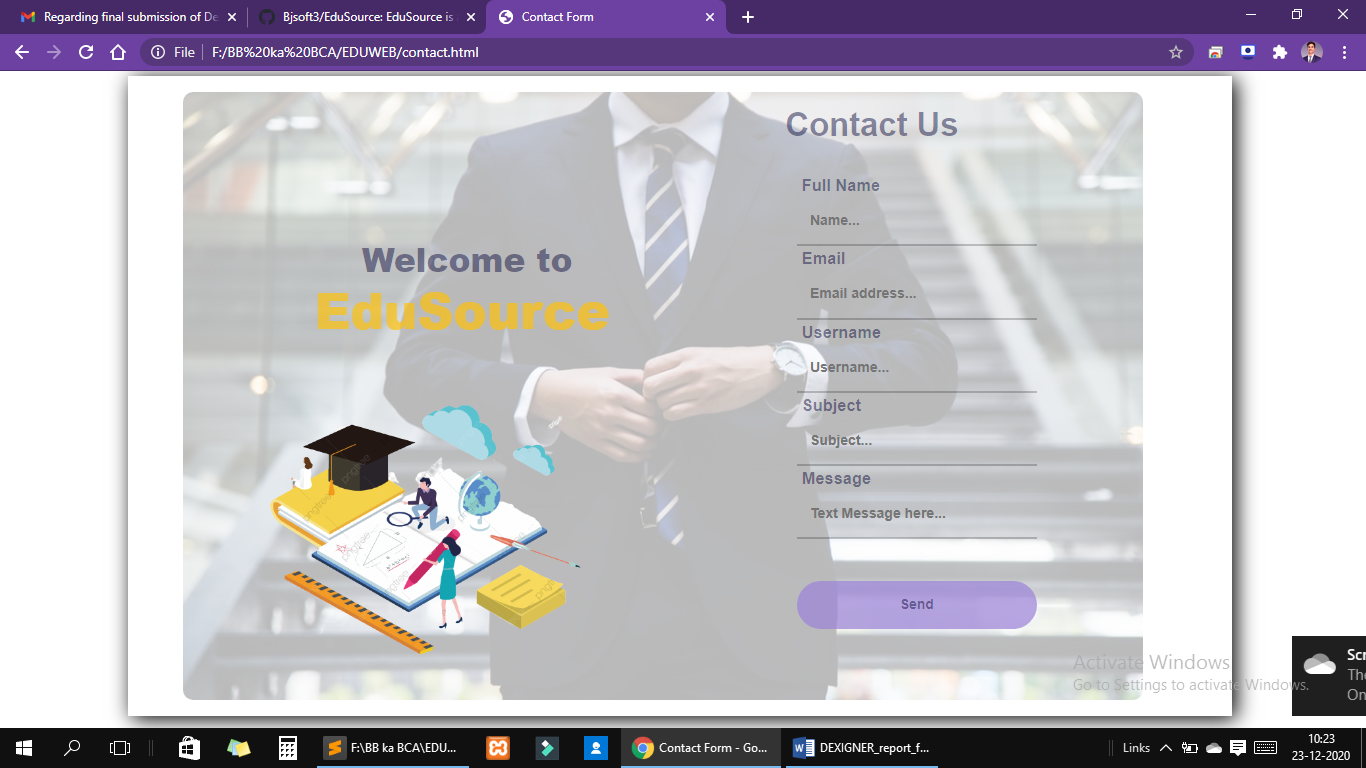 Regarding final submission of De
Bjsoft3/EduSource: EduSource is
Contact Form
File
F:/BB%20ka%20BCA/EDUWEB/contact.html
Contact Us
Full Name
Name...
Email
Email address...
Username
Username...
Subject
Subject...
Message
Text Message here...
Send
Welcome to
EduSource
Activate Windows
Go to Settings to activate Windows.
Scr
The
On
F:\BB ka BCA\EDU...
Contact Form - Go...
DEXIGNER_report_f...
Links
10:23
23-12-2020